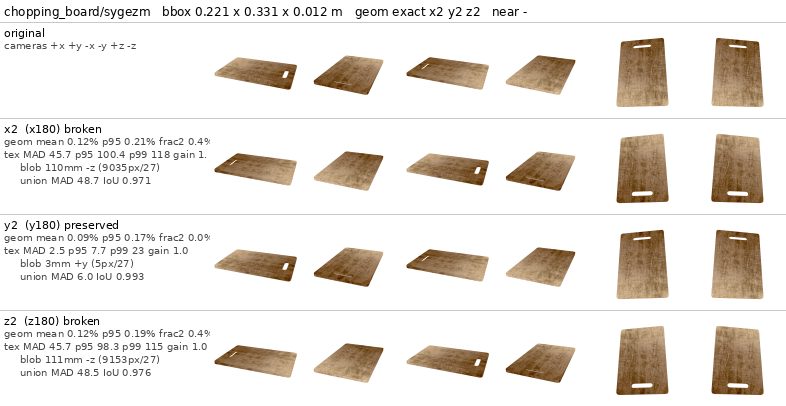 chopping_board/sygezm bbox 0.221 x 0.331 x 0.012 m geom exact x2 y2 z2 near -
original
cameras +x +y -x -y +z -z
x2 (x180) broken
geom mean 0.12% p95 0.21% frac2 0.4%
tex MAD 45.7 p95 100.4 p99 118 gain 1.
blob 110mm -z (9035px/27)
union MAD 48.7 IoU 0.971
y2 (y180) preserved
geom mean 0.09% p95 0.17% frac2 0.0%
tex MAD 2.5 p95 7.7 p99 23 gain 1.0
blob 3mm +y (5px/27)
union MAD 6.0 IoU 0.993
z2 (z180) broken
geom mean 0.12% p95 0.19% frac2 0.4%
tex MAD 45.7 p95 98.3 p99 115 gain 1.0
blob 111mm -z (9153px/27)
union MAD 48.5 IoU 0.976